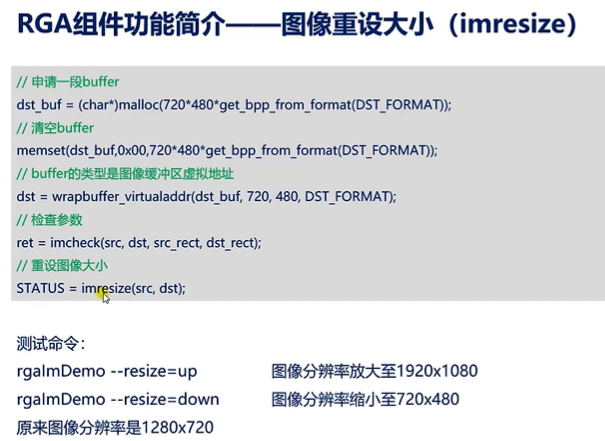 RGA组件功能简介——图像重设大小（imresize）
// 申请一段buffer
dst_buf = (char*)malloc(720*480*get_bpp_from_format(DST_FORMAT));
// 清空buffer
memset(dst_buf,0x00,720*480*get_bpp_from_format(DST_FORMAT));
// buffer的类型是图像缓冲区虚拟地址
dst = wrapbuffer_virtualaddr(dst_buf, 720, 480, DST_FORMAT);
// 检查参数
ret = imcheck(src, dst, src_rect, dst_rect);
// 重设图像大小
STATUS = imresize(src, dst);
测试命令：
rgaImDemo --resize=up 图像分辨率放大至1920x1080
rgaImDemo --resize=down 图像分辨率缩小至720x480
原来图像分辨率是1280x720